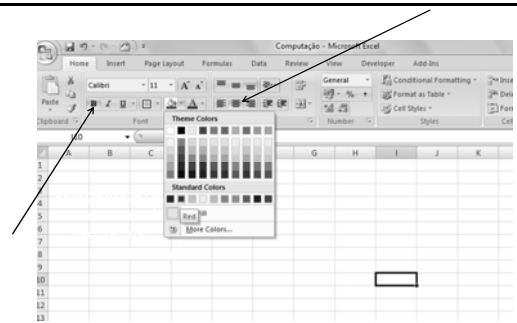 Computação - Microsoft Excel
Home Insert Page Layout Formulas Data Review View Developer Add-Ins
Calibri 11 A A General Conditional Formatting
Paste B I U A % Format as Table
Cell Styles
Clipboard Font Number Styles
I10
Theme Colors
A B C G H I J K
1
2
Standard Colors
3
4
5
Red
6
More Colors...
7
8
9
10
11
12
13